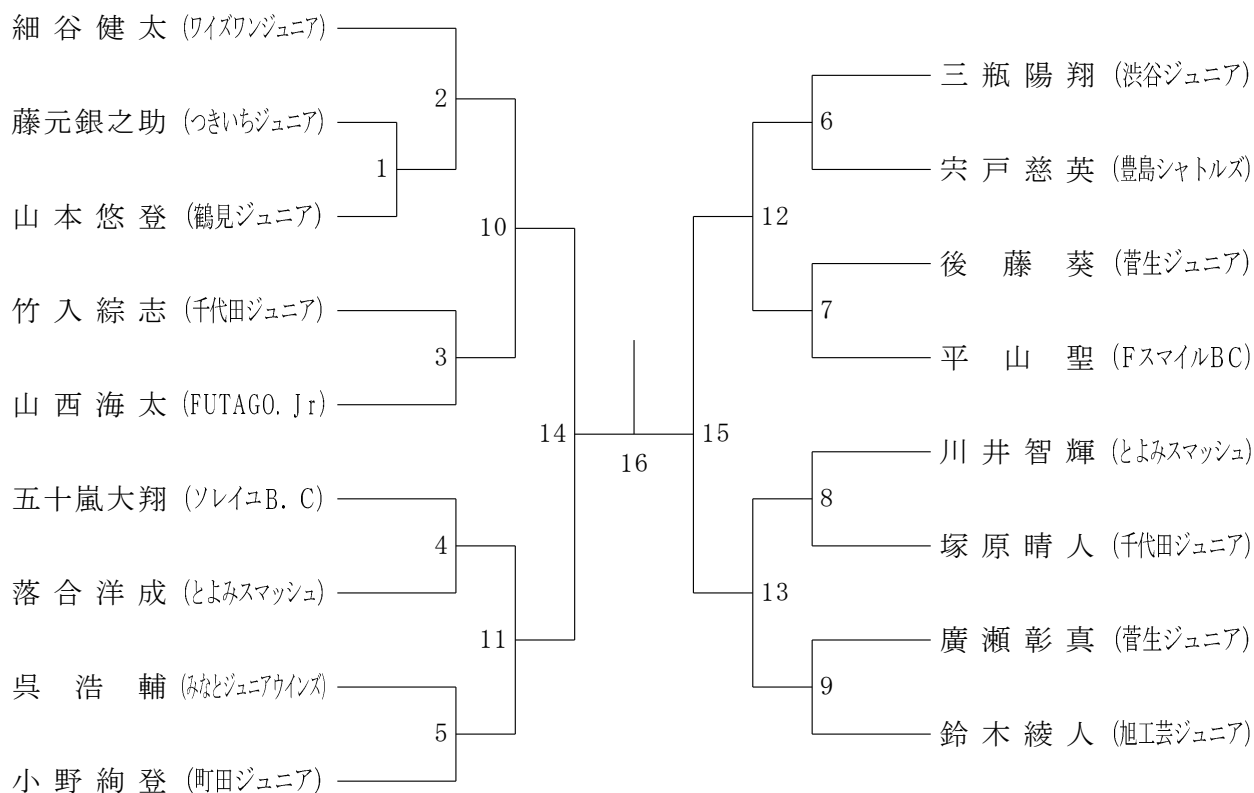 細谷健太 (ワイズワンジュニア)
藤元銀之助 (つきいちジュニア)
山本悠登 (鶴見ジュニア)
竹入綜志 (千代田ジュニア)
山西海太 (FUTAGO.Jr)
五十嵐大翔 (ソレイユB.C)
落合洋成 (とよみスマッシュ)
呉浩輔 (みなとジュニアウインズ)
小野絢登 (町田ジュニア)
1
2
3
4
5
10
11
14
16
15
12
13
6
7
8
9
三瓶陽翔 (渋谷ジュニア)
宍戸慈英 (豊島シャトルズ)
後藤葵 (菅生ジュニア)
平山聖 (FスマイルBC)
川井智輝 (とよみスマッシュ)
塚原晴人 (千代田ジュニア)
廣瀬彰真 (菅生ジュニア)
鈴木綾人 (旭工芸ジュニア)